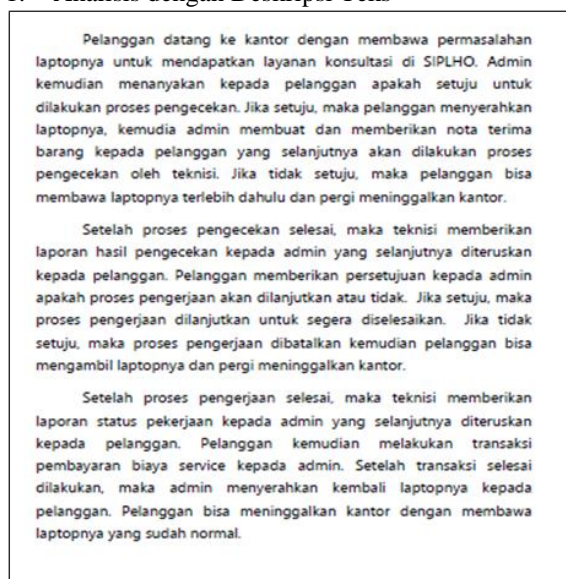 Analisis dengan Deskripsi Teks
Pelanggan datang ke kantor dengan membawa permasalahan
laptopnya untuk mendapatkan layanan konsultasi di SIPLHO. Admin
kemudian menanyakan kepada pelanggan apakah setuju untuk
dilakukan proses pengecekan. Jika setuju, maka pelanggan menyerahkan
laptopnya, kemudia admin membuat dan memberikan nota terima
barang kepada pelanggan yang selanjutnya akan dilakukan proses
pengecekan oleh teknisi. Jika tidak setuju, maka pelanggan bisa
membawa laptopnya terlebih dahulu dan pergi meninggalkan kantor.
Setelah proses pengecekan selesai, maka teknisi memberikan
laporan hasil pengecekan kepada admin yang selanjutnya diteruskan
kepada pelanggan. Pelanggan memberikan persetujuan kepada admin
apakah proses pengerjaan akan dilanjutkan atau tidak. Jika setuju, maka
proses pengerjaan dilanjutkan untuk segera diselesaikan. Jika tidak
setuju, maka proses pengerjaan dibatalkan kemudian pelanggan bisa
mengambil laptopnya dan pergi meninggalkan kantor.
Setelah proses pengerjaan selesai, maka teknisi memberikan
laporan status pekerjaan kepada admin yang selanjutnya diteruskan
kepada pelanggan. Pelanggan kemudian melakukan transaksi
pembayaran biaya service kepada admin. Setelah transaksi selesai
dilakukan, maka admin menyerahkan kembali laptopnya kepada
pelanggan. Pelanggan bisa meninggalkan kantor dengan membawa
laptopnya yang sudah normal.